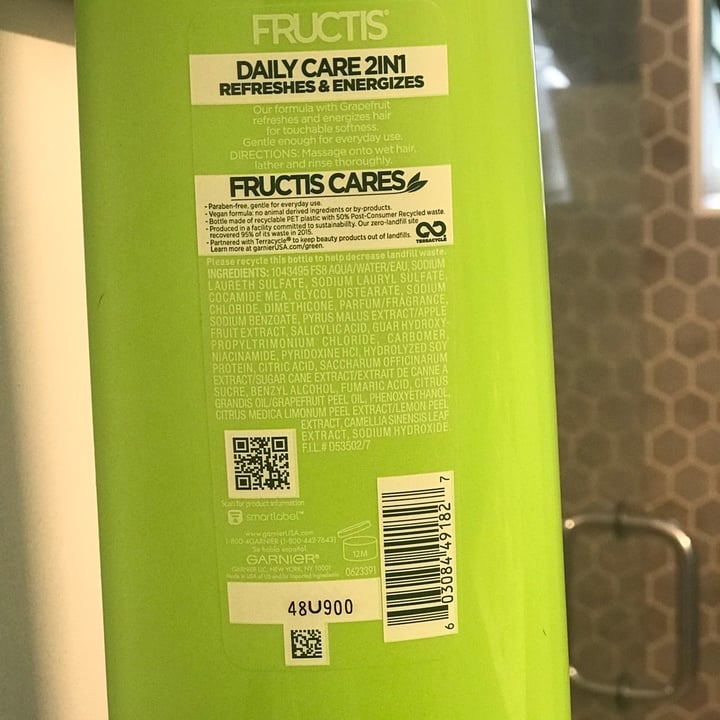 FRUCTIS®
DAILY CARE 2IN1
REFRESHES & ENERGIZES
Our formula with Grapefruit
refreshes and energizes hair
for touchable softness.
Gentle enough for everyday use.
DIRECTIONS: Massage onto wet hair,
lather and rinse thoroughly.
FRUCTIS CARES
- Paraben-free, gentle for everyday use.
- Vegan formula: no animal derived ingredients or by-products.
- Bottle made of recyclable PET plastic with 50% Post-Consumer Recycled waste.
- Produced in a facility committed to sustainability. Our zero-landfill site
recovered 95% of its waste in 2015.
- Partnered with Terracycle® to keep beauty products out of landfills.
Learn more at garnierUSA.com/green.
TERRACYCLE
Please recycle this bottle to help decrease landfill waste.
INGREDIENTS: 1043495 FS8 AQUA/WATER/EAU, SODIUM
LAURETH SULFATE, SODIUM LAURYL SULFATE,
COCAMIDE MEA, GLYCOL DISTEARATE, SODIUM
CHLORIDE, DIMETHICONE, PARFUM/FRAGRANCE,
SODIUM BENZOATE, PYRUS MALUS EXTRACT/APPLE
FRUIT EXTRACT, SALICYLIC ACID, GUAR HYDROXY-
PROPYLTRIMONIUM CHLORIDE, CARBOMER,
NIACINAMIDE, PYRIDOXINE HCI, HYDROLYZED SOY
PROTEIN, CITRIC ACID, SACCHARUM OFFICINARUM
EXTRACT/SUGAR CANE EXTRACT/EXTRAIT DE CANNE A
SUCRE, BENZYL ALCOHOL, FUMARIC ACID, CITRUS
GRANDIS OIL/GRAPEFRUIT PEEL OIL, PHENOXYETHANOL,
CITRUS MEDICA LIMONUM PEEL EXTRACT/LEMON PEEL
EXTRACT, CAMELLIA SINENSIS LEAF
EXTRACT, SODIUM HYDROXIDE.
F.I.L.# D53502/7
Scan for product information
smartlabel™
www.garnierUSA.com
1-800-4GARNIER (1-800-442-7643)
Se habla español.
GARNIER®
GARNIER LLC, NEW YORK, NY 10001
Made in USA of US and/or Imported Ingredients
12M
0623391
6 03084 49182 7
48U900